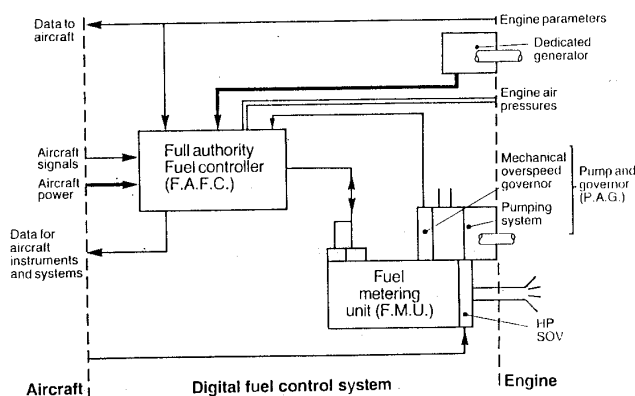 Data to
aircraft
Engine parameters
Dedicated
generator
Engine air
pressures
Full authority
Fuel controller
(F.A.F.C.)
Aircraft
signals
Aircraft
power
Mechanical
overspeed
governor
Pump and
governor
(P.A.G.)
Pumping
system
Data for
aircraft
instruments
and systems
Fuel
metering
unit (F.M.U.)
HP
SOV
Aircraft
Digital fuel control system
Engine